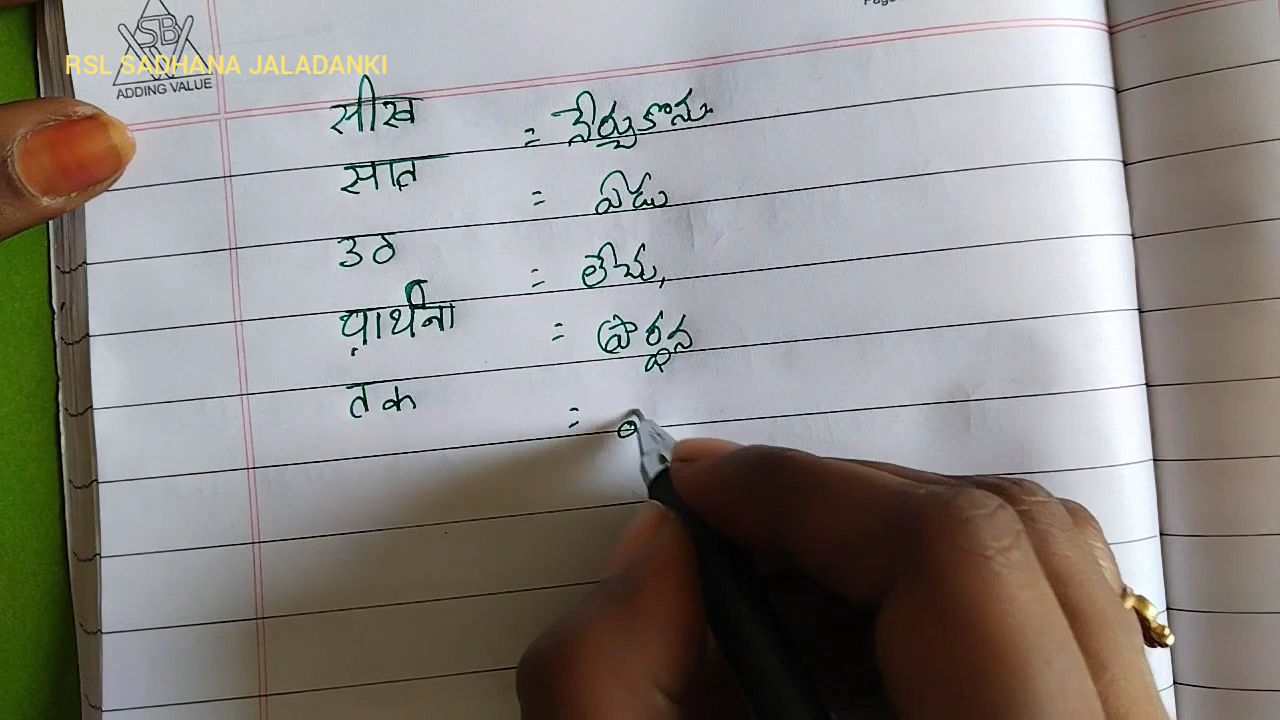 SBV
ADDING VALUE
RSL SADHANA JALADANKI
सीख = నేర్చుకొను
सात = ఏడు
उठ = లేచు,
प्रार्थना = ప్రార్థన
तक =